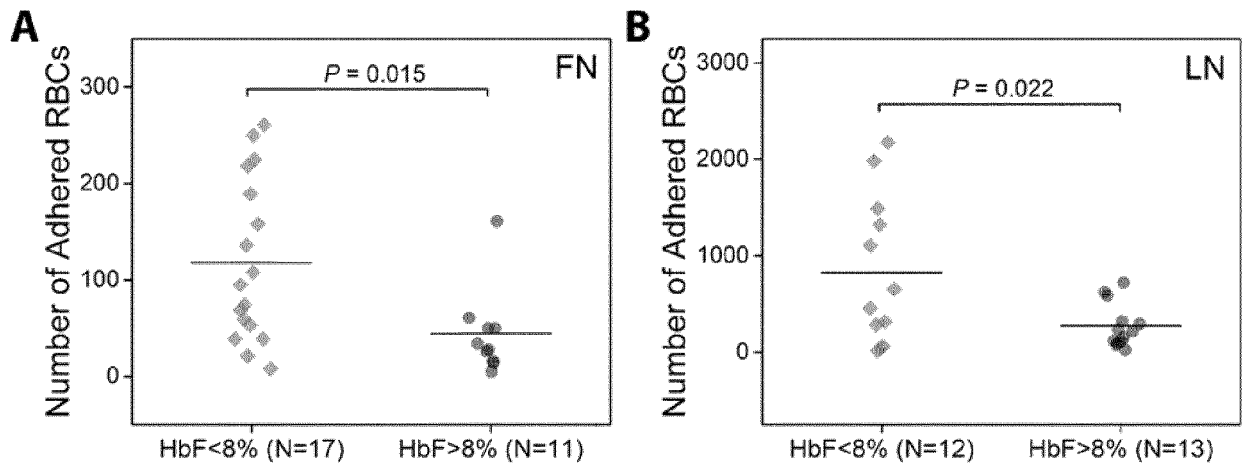 A
Number of Adhered RBCs
300
200
100
0
P = 0.015
FN
HbF<8% (N=17)
HbF>8% (N=11)
B
Number of Adhered RBCs
3000
2000
1000
0
P = 0.022
LN
HbF<8% (N=12)
HbF>8% (N=13)